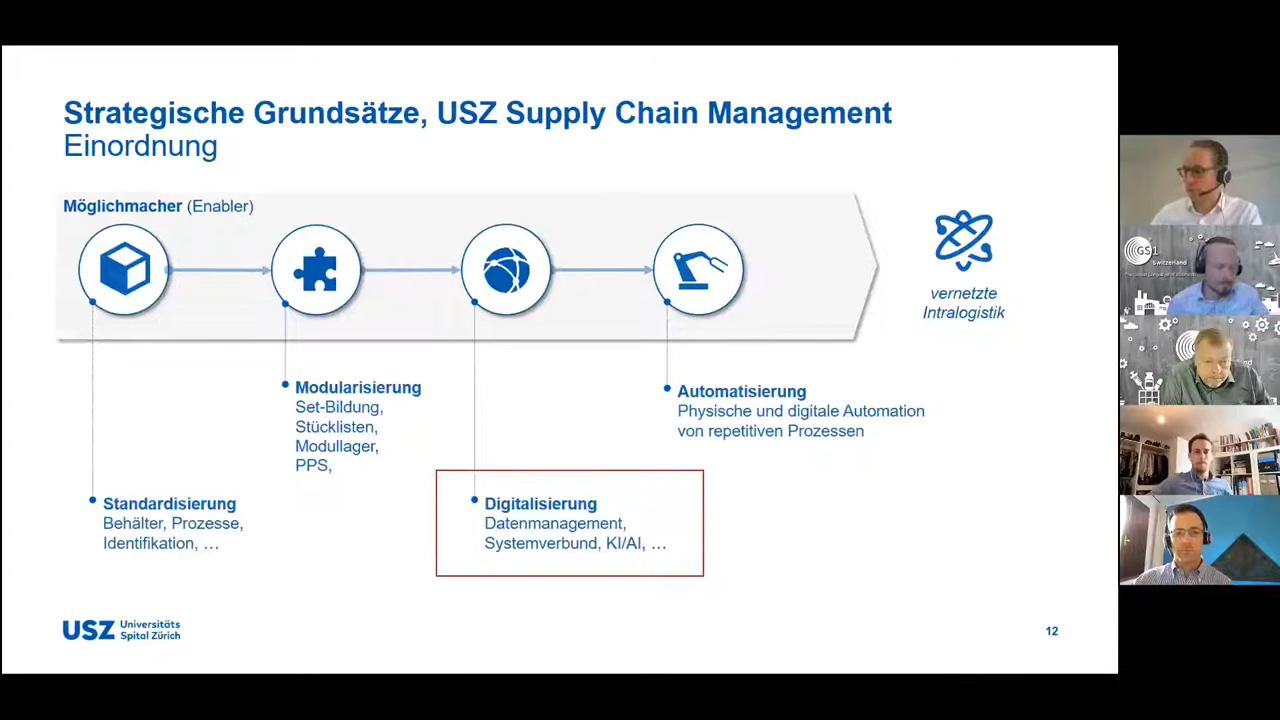 Strategische Grundsätze, USZ Supply Chain Management
Einordnung
Möglichmacher (Enabler)
vernetzte
Intralogistik
Modularisierung
Set-Bildung,
Stücklisten,
Modullager,
PPS,
Automatisierung
Physische und digitale Automation
von repetitiven Prozessen
Standardisierung
Behälter, Prozesse,
Identifikation, …
Digitalisierung
Datenmanagement,
Systemverbund, KI/AI, …
USZ Universitäts
Spital Zürich
12
GS1
Switzerland